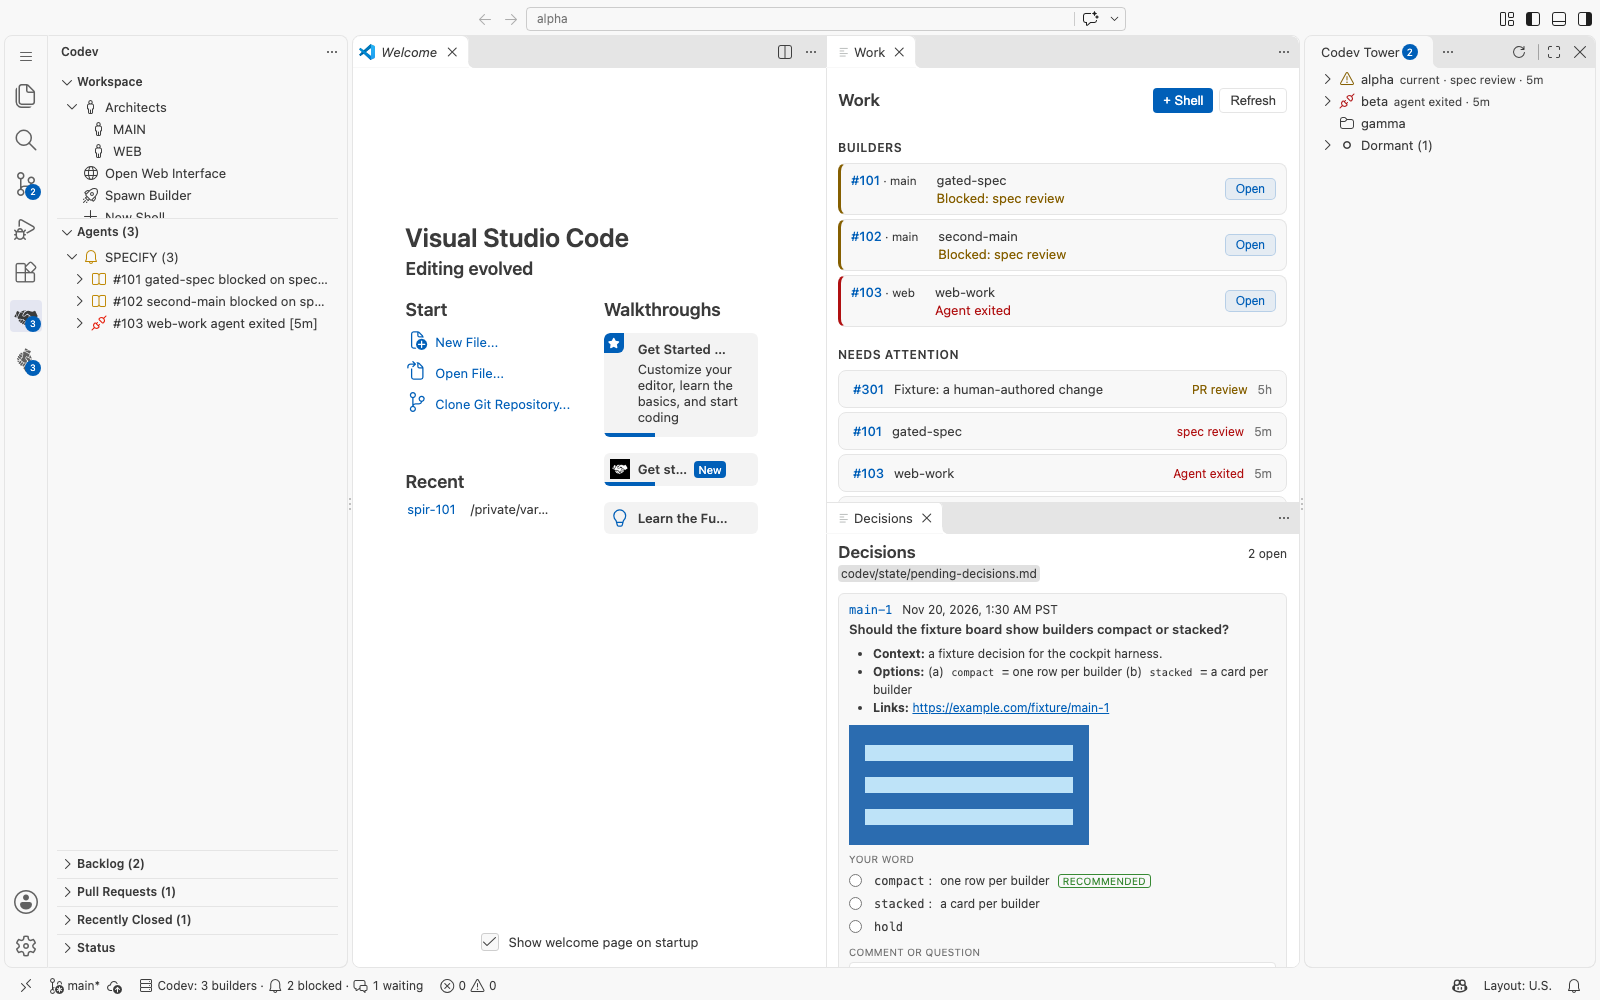 alpha
Codev
Workspace
Architects
MAIN
WEB
Open Web Interface
Spawn Builder
New Shell
Agents (3)
SPECIFY (3)
#101 gated-spec blocked on spec...
#102 second-main blocked on sp...
#103 web-work agent exited [5m]
Backlog (2)
Pull Requests (1)
Recently Closed (1)
Status
2
3
3
Welcome
Visual Studio Code
Editing evolved
Start
New File...
Open File...
Clone Git Repository...
Recent
spir-101 /private/var...
Walkthroughs
Get Started ...
Customize your
editor, learn the
basics, and start
coding
Get st... New
Learn the Fu...
Show welcome page on startup
Work
Work
+ Shell Refresh
BUILDERS
#101 · main gated-spec Open
Blocked: spec review
#102 · main second-main Open
Blocked: spec review
#103 · web web-work Open
Agent exited
NEEDS ATTENTION
#301 Fixture: a human-authored change PR review 5h
#101 gated-spec spec review 5m
#103 web-work Agent exited 5m
Decisions
Decisions 2 open
codev/state/pending-decisions.md
main-1 Nov 20, 2026, 1:30 AM PST
Should the fixture board show builders compact or stacked?
• Context: a fixture decision for the cockpit harness.
• Options: (a) compact = one row per builder (b) stacked = a card per
builder
• Links: https://example.com/fixture/main-1
YOUR WORD
compact : one row per builder RECOMMENDED
stacked : a card per builder
hold
COMMENT OR QUESTION
Codev Tower 2
alpha current · spec review · 5m
beta agent exited · 5m
gamma
Dormant (1)
main* Codev: 3 builders · 2 blocked · 1 waiting 0 0
Layout: U.S.